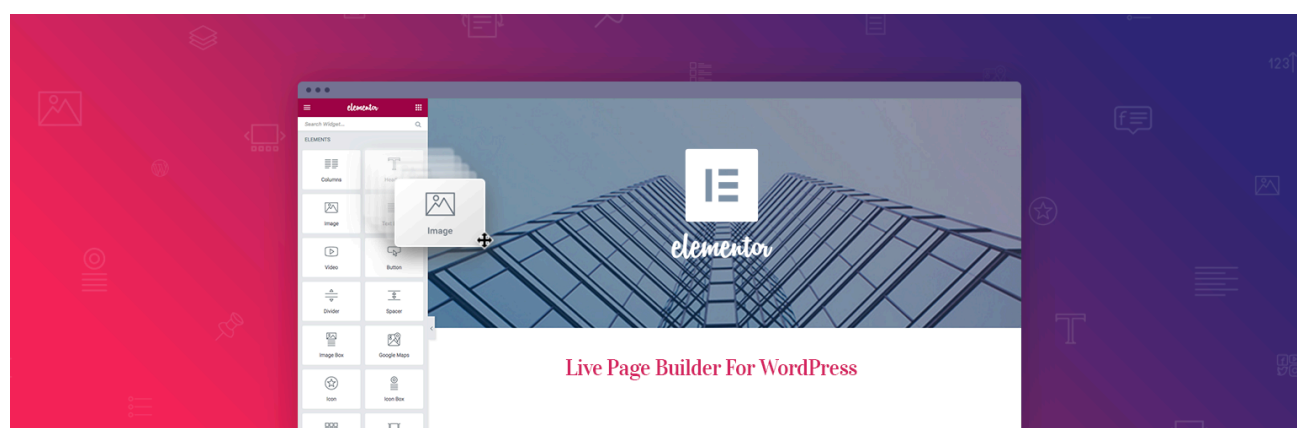 123
elementor
Search Widget...
ELEMENTS
Columns
Image
Image
Video
Button
Divider
Spacer
Image Box
Google Maps
Icon
Icon Box
elementor
Live Page Builder For WordPress